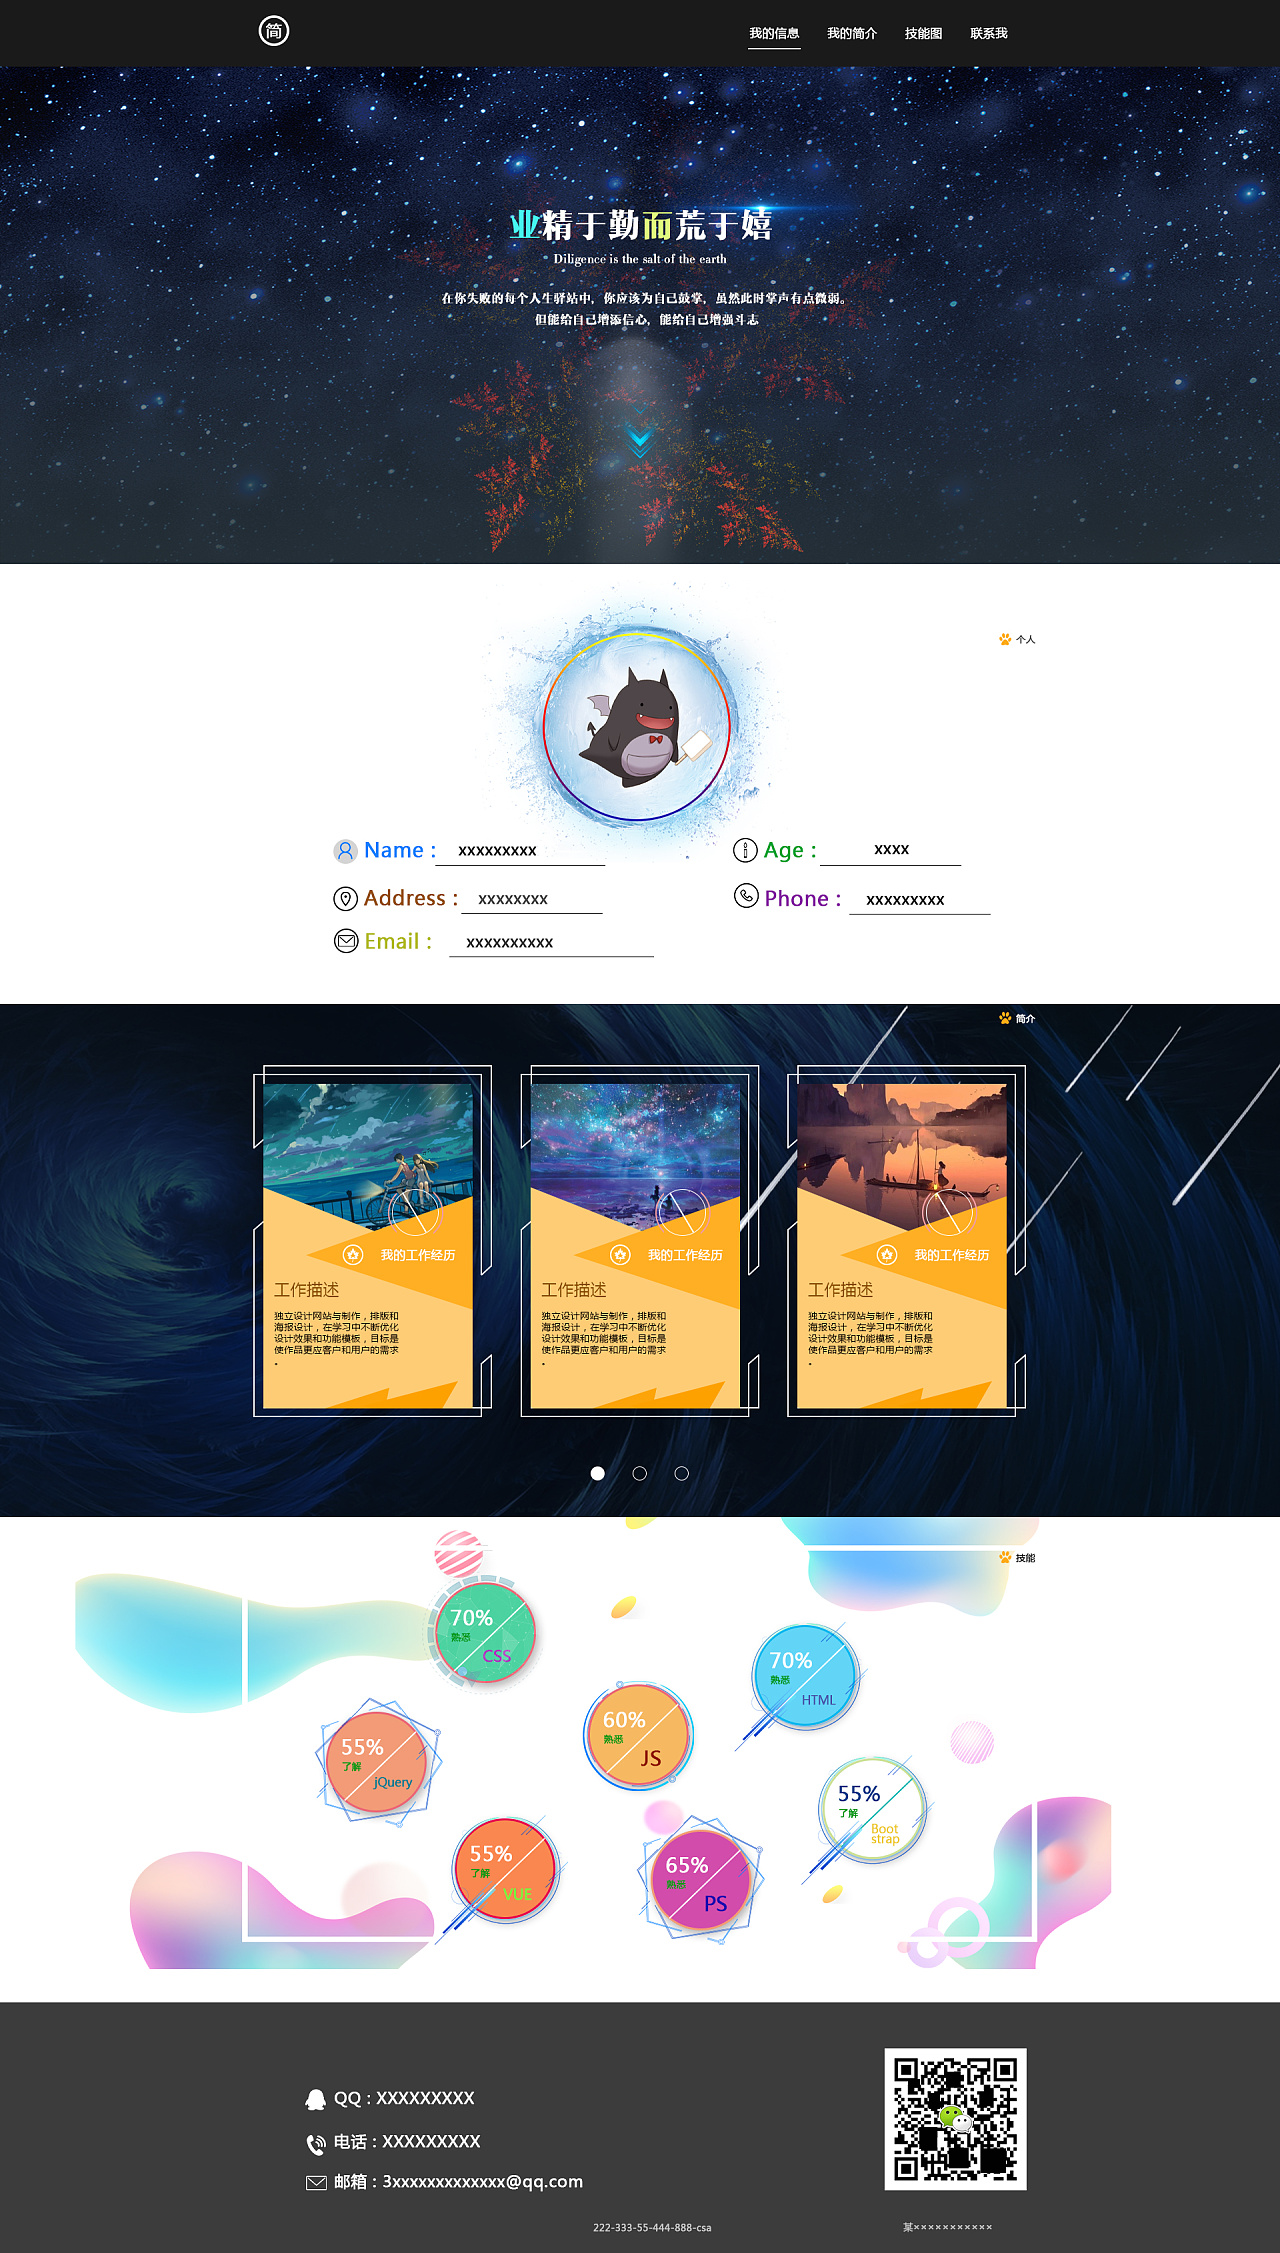 简
我的信息 我的简介 技能图 联系我
业精于勤而荒于嬉
Diligence is the salt of the earth
在你失败的每个人生驿站中，你应该为自己鼓掌，虽然此时掌声有点微弱。
但能给自己增添信心，能给自己增强斗志
个人
Name : xxxxxxxxx
Age : xxxx
Address : xxxxxxxx
Phone : xxxxxxxxx
Email : xxxxxxxxxx
简介
我的工作经历
工作描述
独立设计网站与制作，排版和
海报设计，在学习中不断优化
设计效果和功能模板，目标是
使作品更应客户和用户的需求
。
我的工作经历
工作描述
独立设计网站与制作，排版和
海报设计，在学习中不断优化
设计效果和功能模板，目标是
使作品更应客户和用户的需求
。
我的工作经历
工作描述
独立设计网站与制作，排版和
海报设计，在学习中不断优化
设计效果和功能模板，目标是
使作品更应客户和用户的需求
。
技能
70%
熟悉
CSS
70%
熟悉
HTML
60%
熟悉
JS
55%
了解
jQuery
55%
了解
Boot
strap
55%
了解
VUE
65%
熟悉
PS
QQ : XXXXXXXXX
电话 : XXXXXXXXX
邮箱 : 3xxxxxxxxxxxxx@qq.com
222-333-55-444-888-csa
某×××××××××××